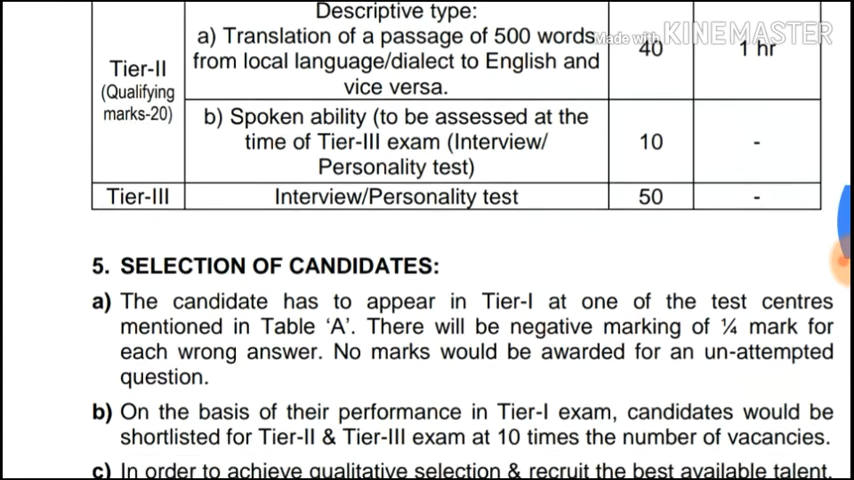 Descriptive type:
a) Translation of a passage of 500 words
from local language/dialect to English and
vice versa.
40
1 hr
Made with KINEMASTER
Tier-II
(Qualifying
marks-20)
b) Spoken ability (to be assessed at the
time of Tier-III exam (Interview/
Personality test)
10
-
Tier-III
Interview/Personality test
50
-
5. SELECTION OF CANDIDATES:
a) The candidate has to appear in Tier-I at one of the test centres
mentioned in Table ‘A’. There will be negative marking of ¼ mark for
each wrong answer. No marks would be awarded for an un-attempted
question.
b) On the basis of their performance in Tier-I exam, candidates would be
shortlisted for Tier-II & Tier-III exam at 10 times the number of vacancies.
c) In order to achieve qualitative selection & recruit the best available talent,